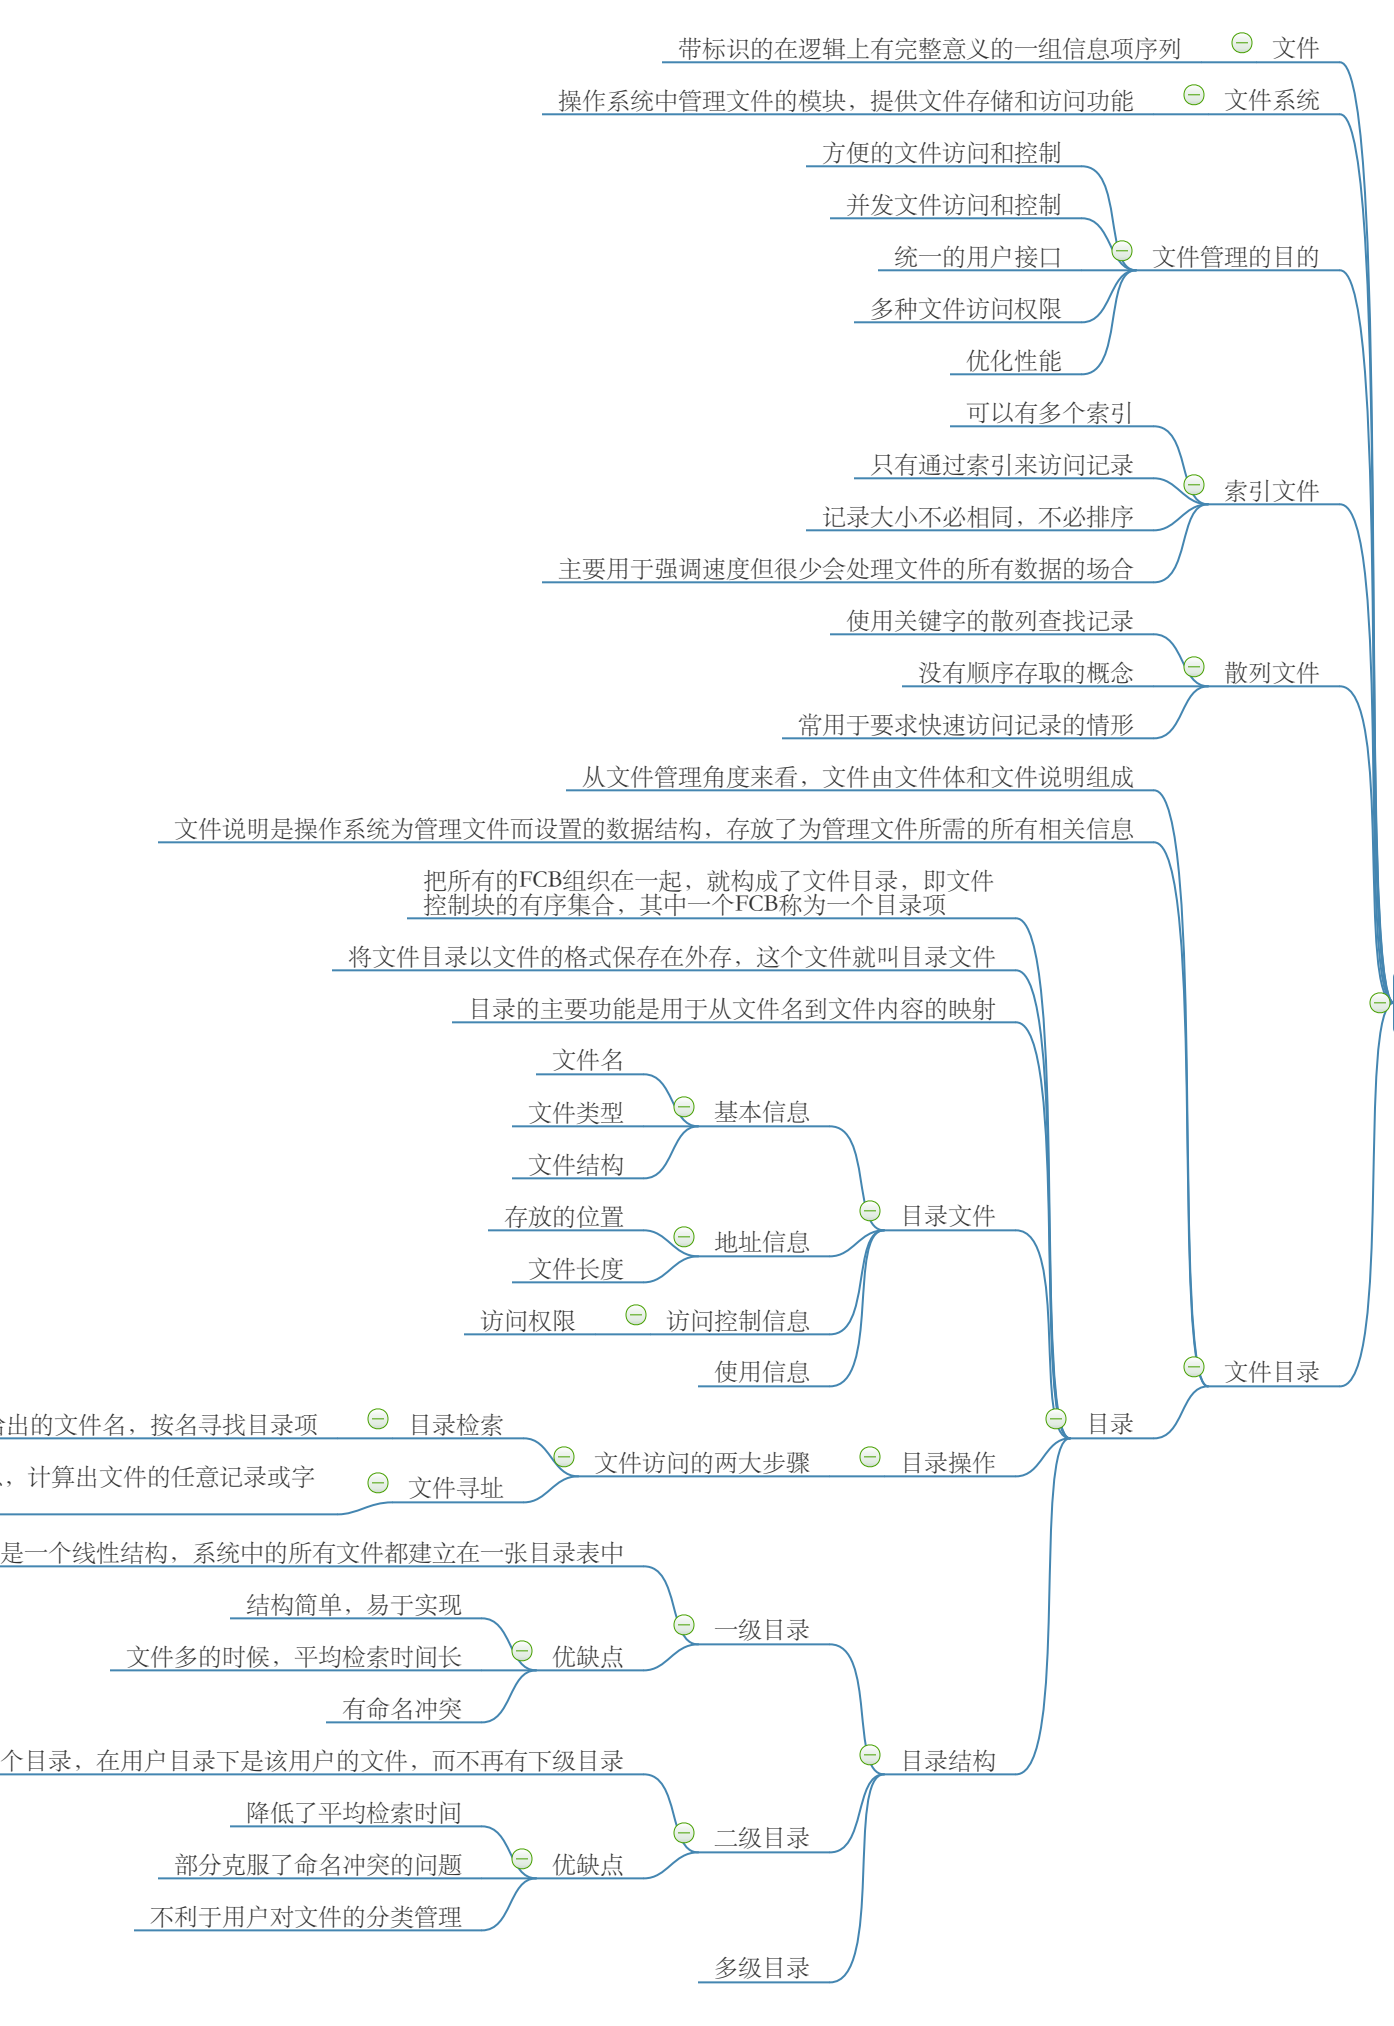 带标识的在逻辑上有完整意义的一组信息项序列
文件
操作系统中管理文件的模块，提供文件存储和访问功能
文件系统
方便的文件访问和控制
并发文件访问和控制
统一的用户接口
文件管理的目的
多种文件访问权限
优化性能
可以有多个索引
只有通过索引来访问记录
索引文件
记录大小不必相同，不必排序
主要用于强调速度但很少会处理文件的所有数据的场合
使用关键字的散列查找记录
没有顺序存取的概念
散列文件
常用于要求快速访问记录的情形
从文件管理角度来看，文件由文件体和文件说明组成
文件说明是操作系统为管理文件而设置的数据结构，存放了为管理文件所需的所有相关信息
把所有的FCB组织在一起，就构成了文件目录，即文件
控制块的有序集合，其中一个FCB称为一个目录项
将文件目录以文件的格式保存在外存，这个文件就叫目录文件
目录的主要功能是用于从文件名到文件内容的映射
文件名
文件类型
基本信息
文件结构
存放的位置
地址信息
目录文件
文件长度
访问权限
访问控制信息
使用信息
文件目录
出的文件名，按名寻找目录项
目录检索
目录
文件访问的两大步骤
目录操作
，计算出文件的任意记录或字
文件寻址
是一个线性结构，系统中的所有文件都建立在一张目录表中
结构简单，易于实现
一级目录
文件多的时候，平均检索时间长
优缺点
有命名冲突
个目录，在用户目录下是该用户的文件，而不再有下级目录
目录结构
降低了平均检索时间
二级目录
部分克服了命名冲突的问题
优缺点
不利于用户对文件的分类管理
多级目录